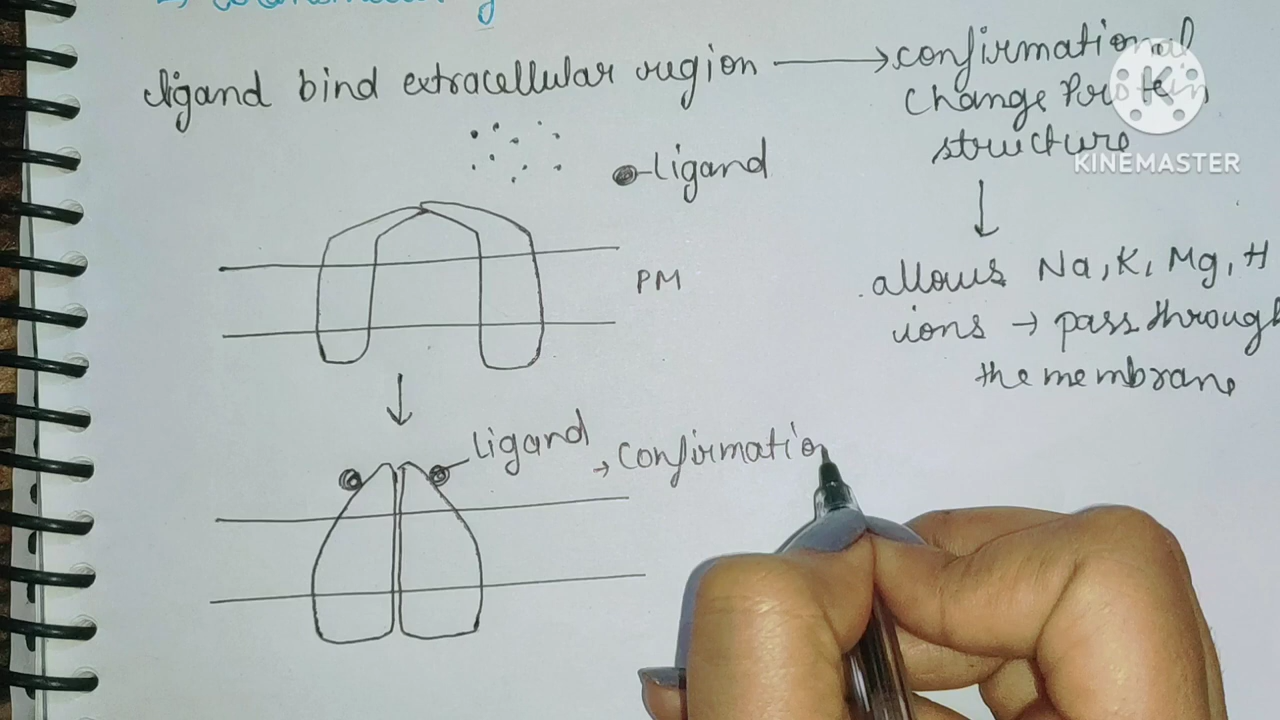 ligand bind extracellular region → confirmational
change Protein
structure
K
KINEMASTER
ligand
allows Na, K, Mg, H
ions → pass through
the membrane
PM
Ligand
→ Confirmatio